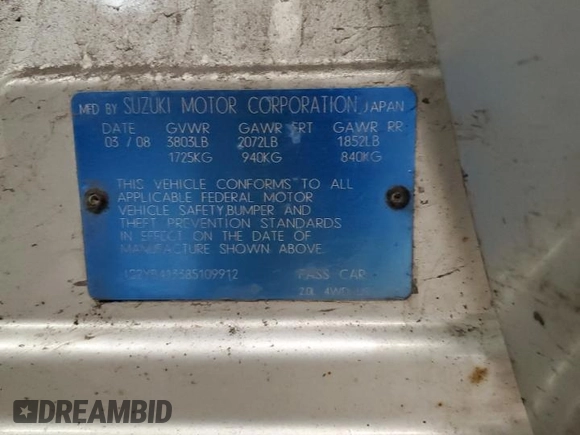 MFD BY SUZUKI MOTOR CORPORATION, JAPAN
DATE GVWR GAWR FRT GAWR RR
03 / 08 3803LB 2072LB 1852LB
1725KG 940KG 840KG
THIS VEHICLE CONFORMS TO ALL
APPLICABLE FEDERAL MOTOR
VEHICLE SAFETY,BUMPER AND
THEFT PREVENTION STANDARDS
IN EFFECT ON THE DATE OF
MANUFACTURE SHOWN ABOVE.
PASS CAR
4WD
DREAMBID